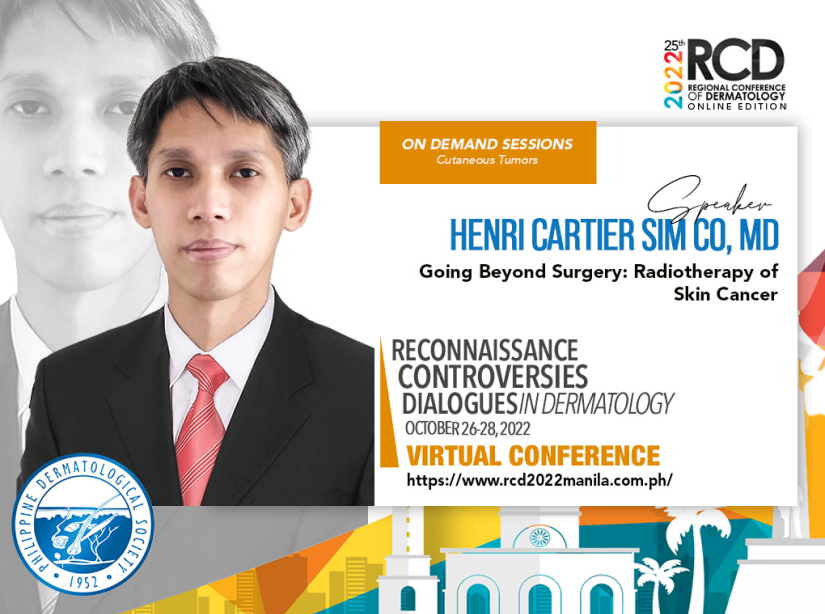 25th
2022
RCD
REGIONAL CONFERENCE
OF DERMATOLOGY
ONLINE EDITION
ON DEMAND SESSIONS
Cutaneous Tumors
Speaker
HENRI CARTIER SIM CO, MD
Going Beyond Surgery: Radiotherapy of
Skin Cancer
RECONNAISSANCE
CONTROVERSIES
DIALOGUES IN DERMATOLOGY
OCTOBER 26-28, 2022
VIRTUAL CONFERENCE
https://www.rcd2022manila.com.ph/
PHILIPPINE DERMATOLOGICAL SOCIETY
• 1952 •